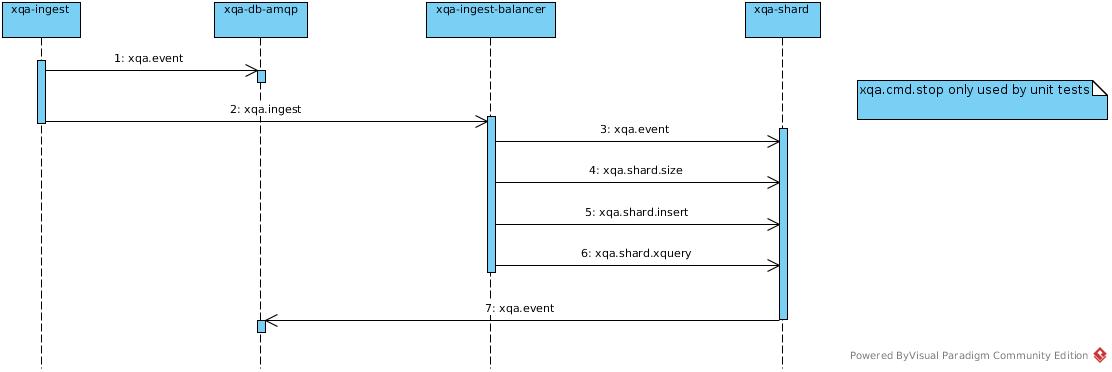 xqa-ingest
xqa-db-amqp
xqa-ingest-balancer
xqa-shard
1: xqa.event
xqa.cmd.stop only used by unit tests
2: xqa.ingest
3: xqa.event
4: xqa.shard.size
5: xqa.shard.insert
6: xqa.shard.xquery
7: xqa.event
Powered ByVisual Paradigm Community Edition